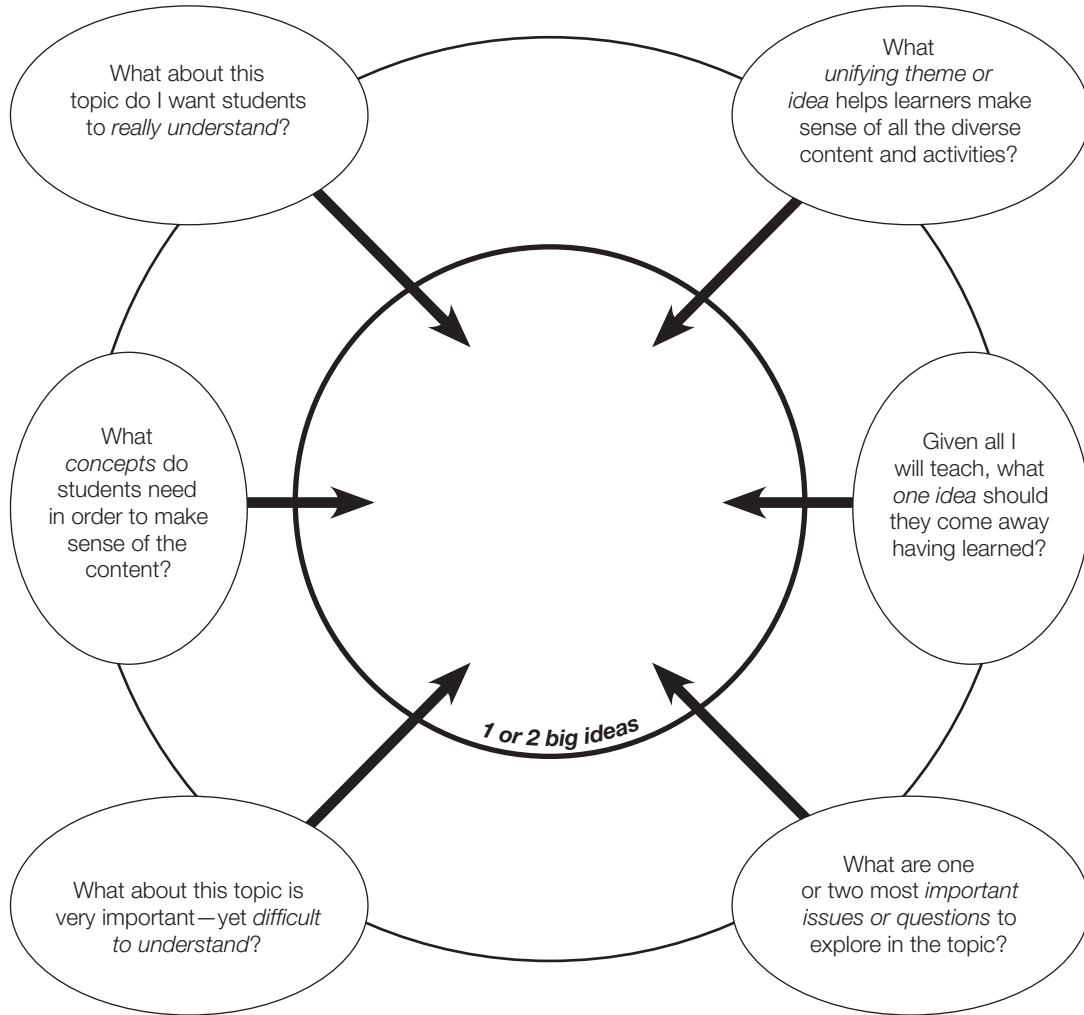 What about this
topic do I want students
to really understand?
What
unifying theme or
idea helps learners make
sense of all the diverse
content and activities?
What
concepts do
students need
in order to make
sense of the
content?
Given all I
will teach, what
one idea should
they come away
having learned?
1 or 2 big ideas
What about this topic is
very important—yet difficult
to understand?
What are one
or two most important
issues or questions to
explore in the topic?